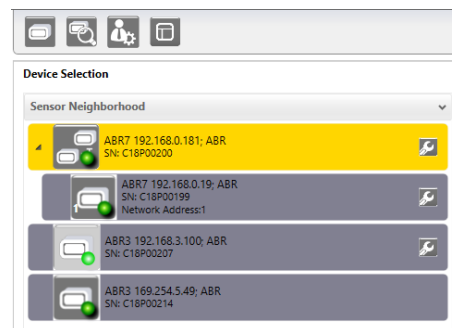 Device Selection
Sensor Neighborhood
ABR7 192.168.0.181; ABR
SN: C18P00200
ABR7 192.168.0.19; ABR
SN: C18P00199
Network Address:1
1
ABR3 192.168.3.100; ABR
SN: C18P00207
ABR3 169.254.5.49; ABR
SN: C18P00214